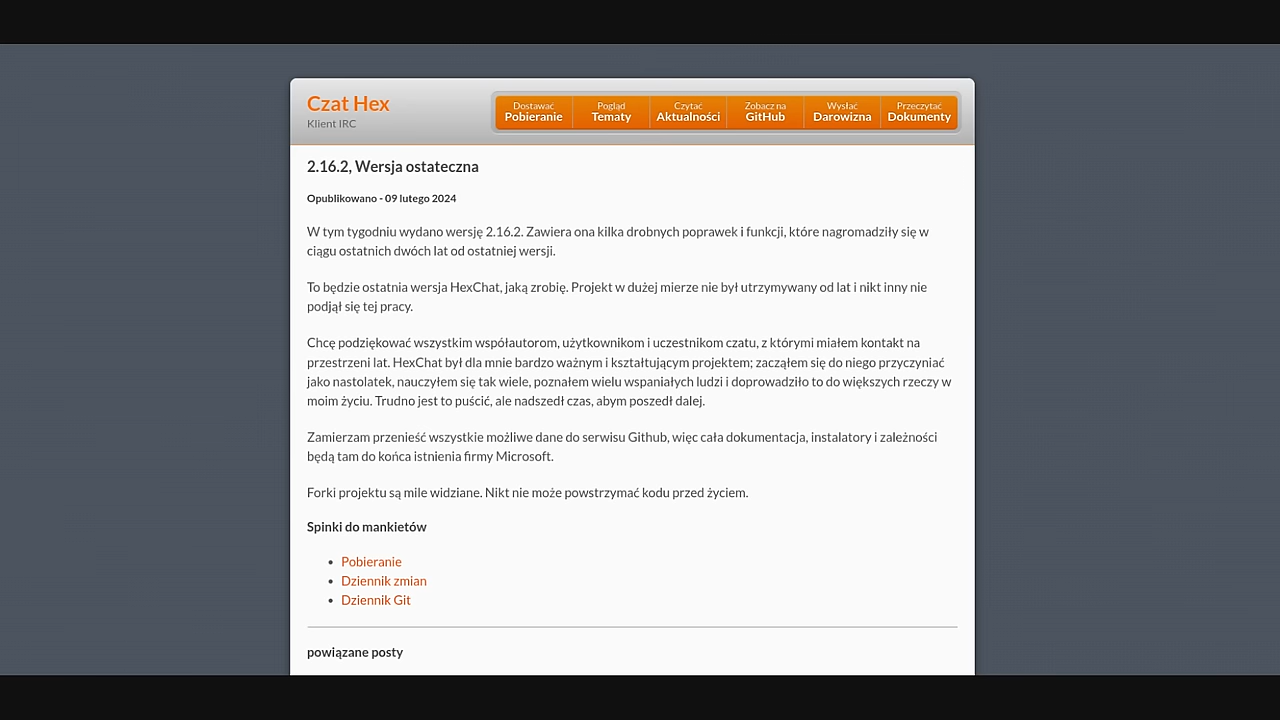 Czat Hex
Klient IRC
Dostawać
Pobieranie
Pogląd
Tematy
Czytać
Aktualności
Zobacz na
GitHub
Wysłać
Darowizna
Przeczytać
Dokumenty
2.16.2, Wersja ostateczna
Opublikowano - 09 lutego 2024
W tym tygodniu wydano wersję 2.16.2. Zawiera ona kilka drobnych poprawek i funkcji, które nagromadziły się w
ciągu ostatnich dwóch lat od ostatniej wersji.
To będzie ostatnia wersja HexChat, jaką zrobię. Projekt w dużej mierze nie był utrzymywany od lat i nikt inny nie
podjął się tej pracy.
Chcę podziękować wszystkim współautorom, użytkownikom i uczestnikom czatu, z którymi miałem kontakt na
przestrzeni lat. HexChat był dla mnie bardzo ważnym i kształtującym projektem; zacząłem się do niego przyczyniać
jako nastolatek, nauczyłem się tak wiele, poznałem wielu wspaniałych ludzi i doprowadziło to do większych rzeczy w
moim życiu. Trudno jest to puścić, ale nadszedł czas, abym poszedł dalej.
Zamierzam przenieść wszystkie możliwe dane do serwisu Github, więc cała dokumentacja, instalatory i zależności
będą tam do końca istnienia firmy Microsoft.
Forki projektu są mile widziane. Nikt nie może powstrzymać kodu przed życiem.
Spinki do mankietów
• Pobieranie
• Dziennik zmian
• Dziennik Git
powiązane posty